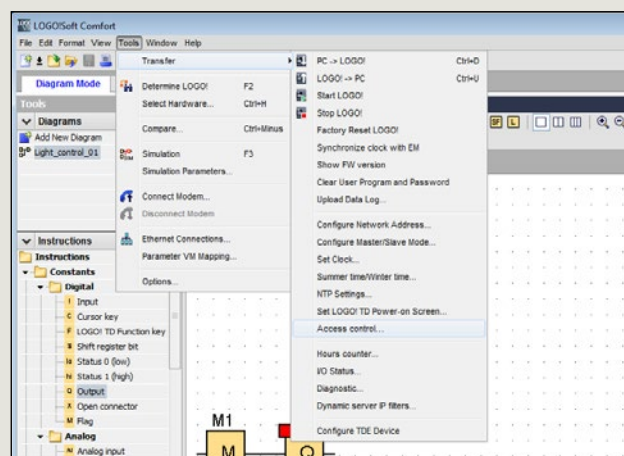 LOGO!Soft Comfort
File Edit Format View Tools Window Help
Diagram Mode
Tools
Diagrams
Add New Diagram
Light_control_01
Instructions
Instructions
Constants
Digital
I Input
C Cursor key
F LOGO! TD Function key
S Shift register bit
lo Status 0 (low)
hi Status 1 (high)
Q Output
X Open connector
M Flag
Analog
AI Analog input
Transfer
Determine LOGO! F2
Select Hardware... Ctrl+H
Compare... Ctrl+Minus
Simulation F3
Simulation Parameters...
Connect Modem...
Disconnect Modem
Ethernet Connections...
Parameter VM Mapping...
Options...
PC -> LOGO! Ctrl+D
LOGO! -> PC Ctrl+U
Start LOGO!
Stop LOGO!
Factory Reset LOGO!
Synchronize clock with EM
Show FW version
Clear User Program and Password
Upload Data Log...
Configure Network Address...
Configure Master/Slave Mode...
Set Clock...
Summer time/Winter time...
NTP Settings...
Set LOGO! TD Power-on Screen...
Access control...
Hours counter...
I/O Status...
Diagnostic...
Dynamic server IP filters...
Configure TDE Device
SF L
M1
M
Q